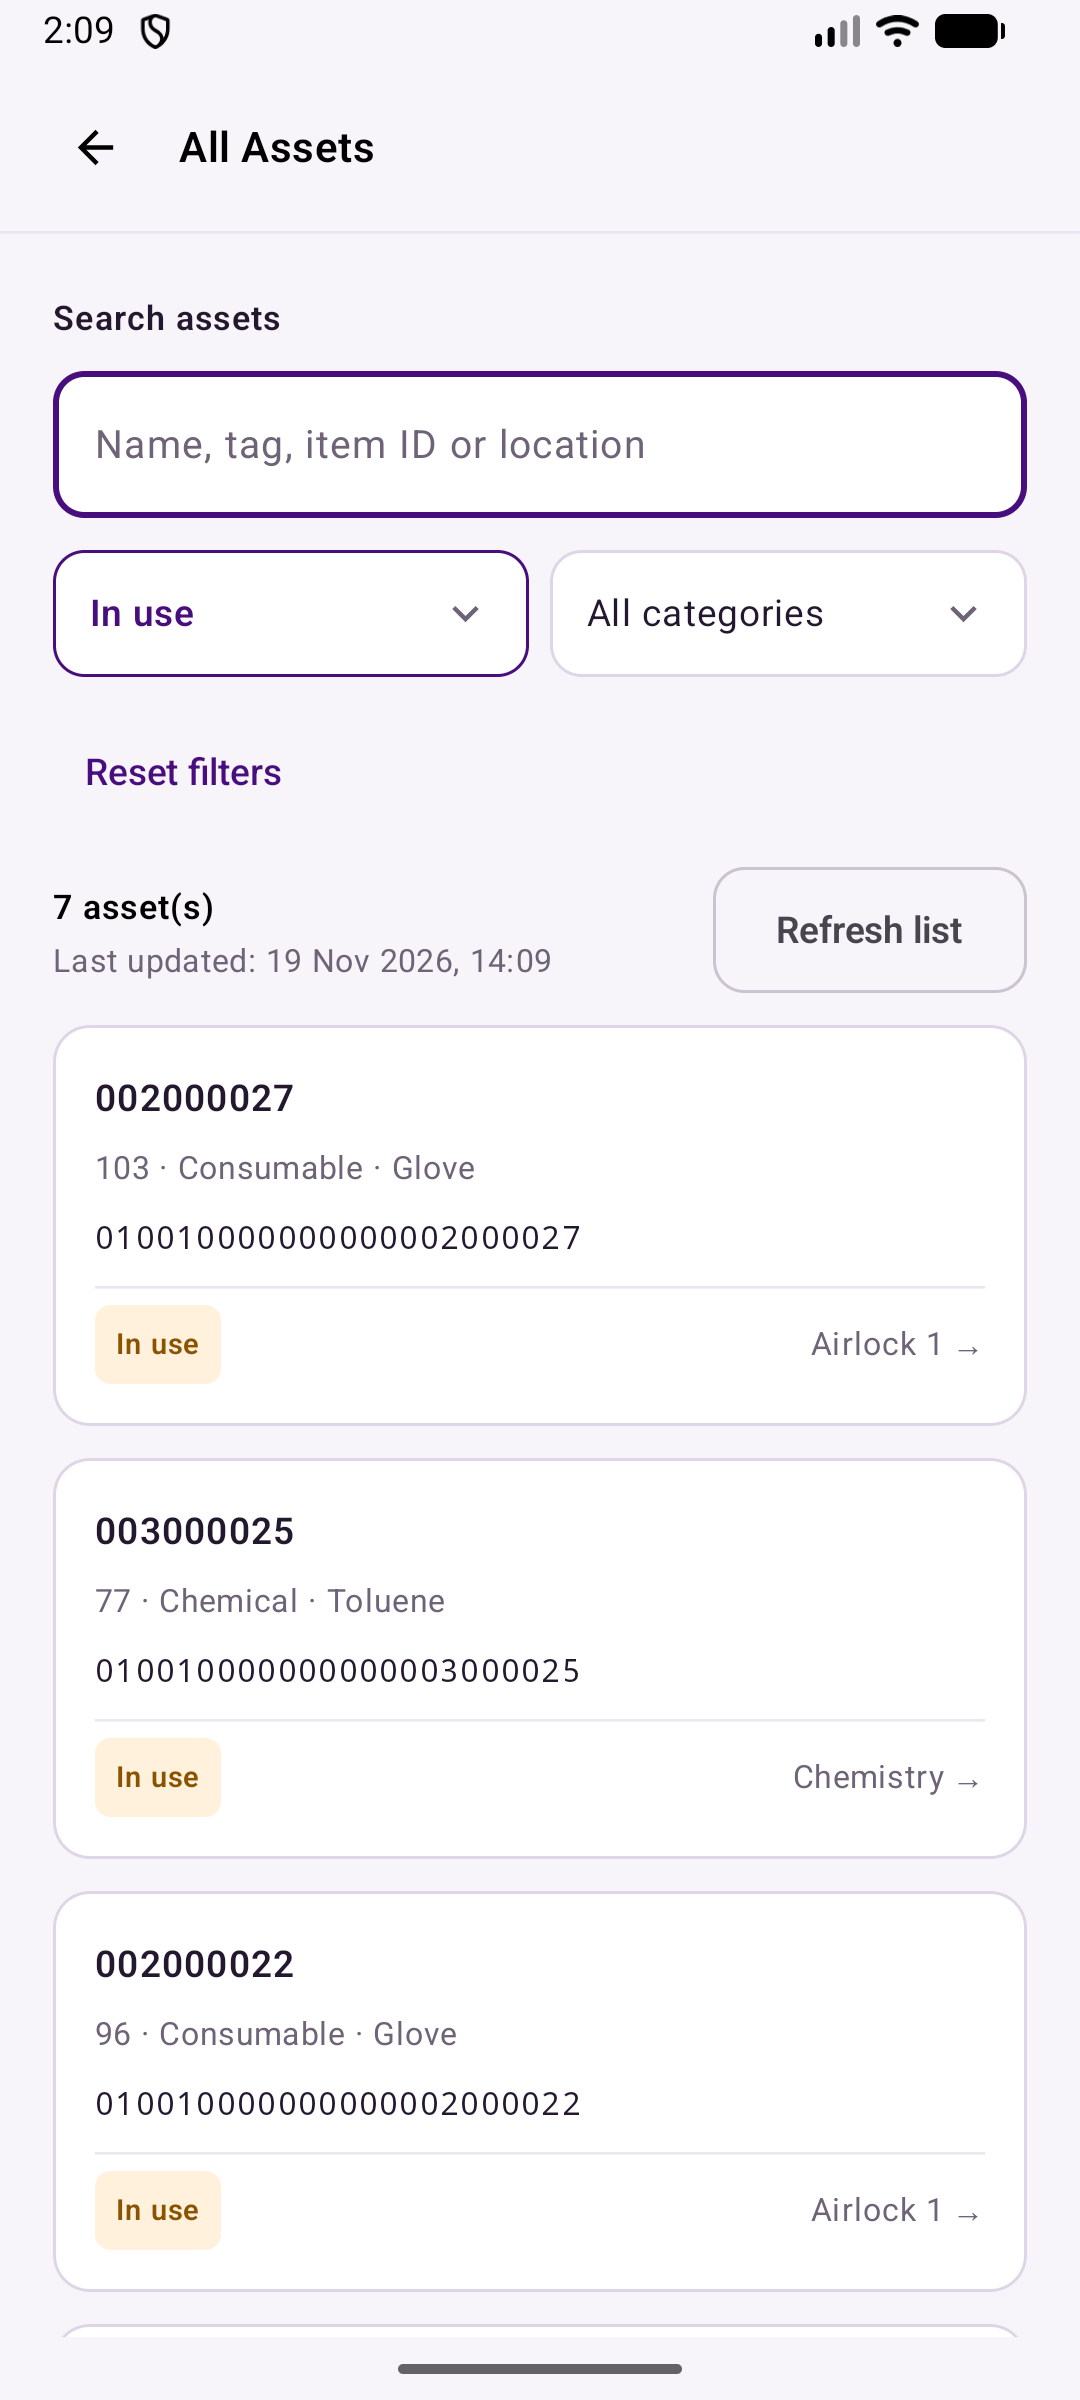 2:09
All Assets
Search assets
Name, tag, item ID or location
In use
All categories
Reset filters
7 asset(s)
Last updated: 19 Nov 2026, 14:09
Refresh list
002000027
103 · Consumable · Glove
010010000000000002000027
In use
Airlock 1 →
003000025
77 · Chemical · Toluene
010010000000000003000025
In use
Chemistry →
002000022
96 · Consumable · Glove
010010000000000002000022
In use
Airlock 1 →